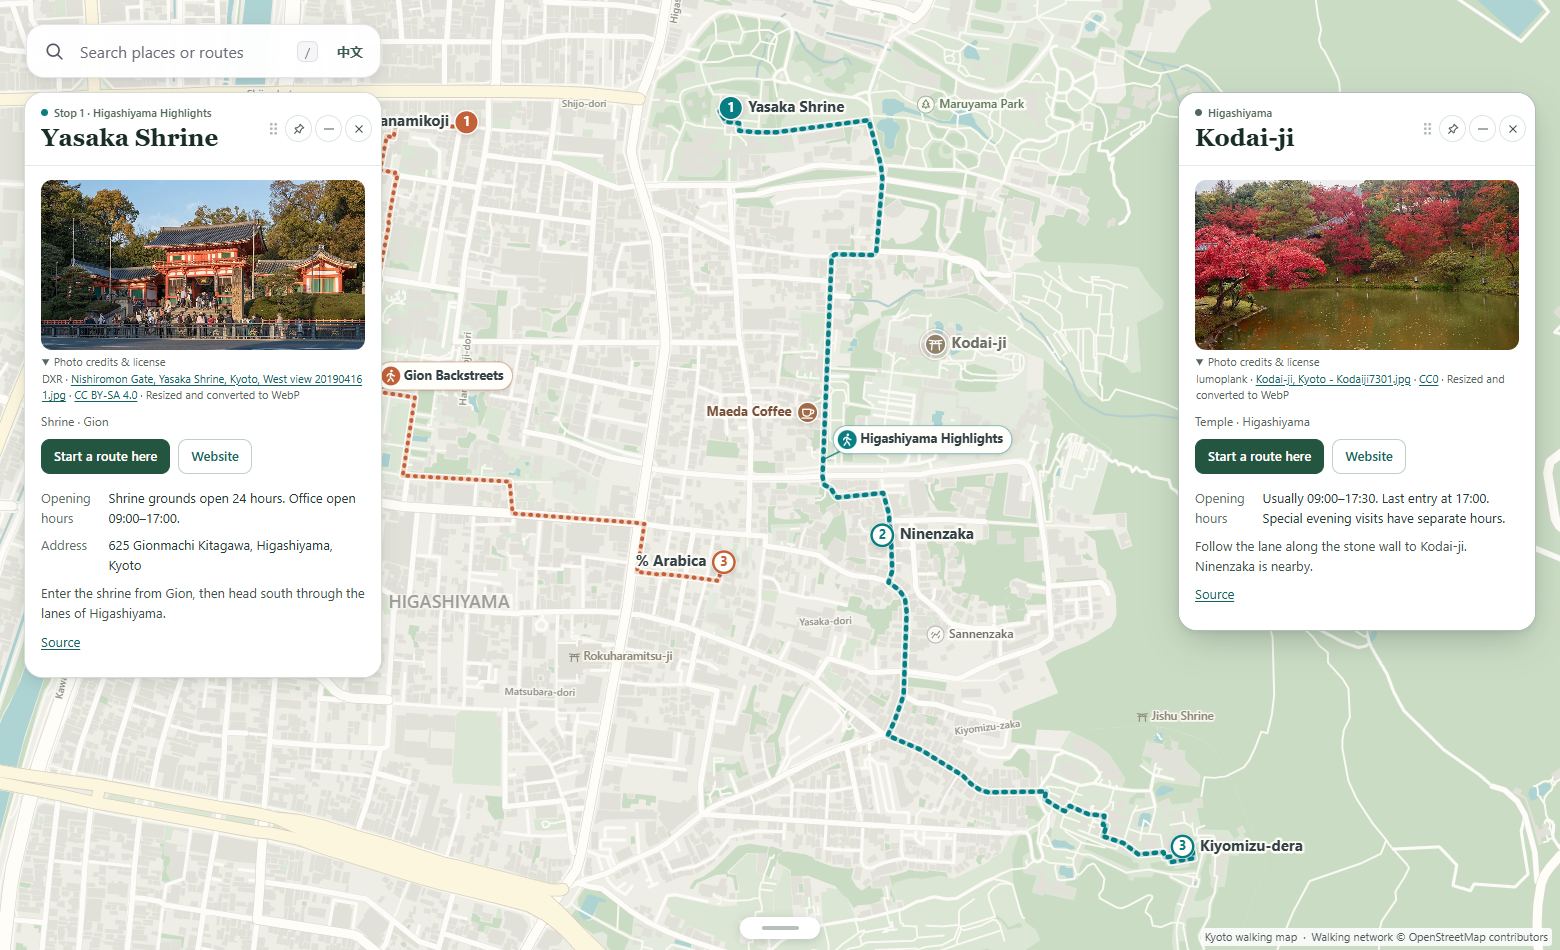 Search places or routes
/
中文
Stop 1 · Higashiyama Highlights
Yasaka Shrine
Photo credits & license
DXR · Nishiromon Gate, Yasaka Shrine, Kyoto, West view 20190416
1.jpg · CC BY-SA 4.0 · Resized and converted to WebP
Shrine · Gion
Start a route here
Website
Opening hours
Shrine grounds open 24 hours. Office open
09:00–17:00.
Address
625 Gionmachi Kitagawa, Higashiyama,
Kyoto
Enter the shrine from Gion, then head south through the
lanes of Higashiyama.
Source
Shijo-dori
anamikoji
1
1
Yasaka Shrine
Maruyama Park
Kodai-ji
Gion Backstreets
Maeda Coffee
Higashiyama Highlights
2
Ninenzaka
% Arabica
3
HIGASHIYAMA
Yasaka-dori
Sannenzaka
Rokuharamitsu-ji
Matsubara-dori
Kiyomizu-zaka
Jishu Shrine
3
Kiyomizu-dera
Higashiyama
Kodai-ji
Photo credits & license
lumoplank · Kodai-ji, Kyoto - Kodaiji7301.jpg · CC0 · Resized and
converted to WebP
Temple · Higashiyama
Start a route here
Website
Opening hours
Usually 09:00–17:30. Last entry at 17:00.
Special evening visits have separate hours.
Follow the lane along the stone wall to Kodai-ji.
Ninenzaka is nearby.
Source
Kyoto walking map · Walking network © OpenStreetMap contributors